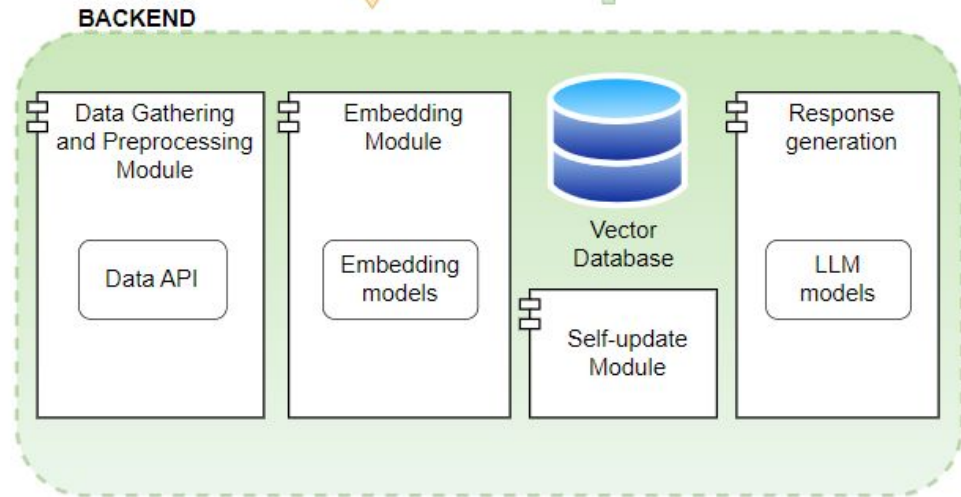 BACKEND
Data Gathering
and Preprocessing
Module
Data API
Embedding
Module
Embedding
models
Vector
Database
Self-update
Module
Response
generation
LLM
models